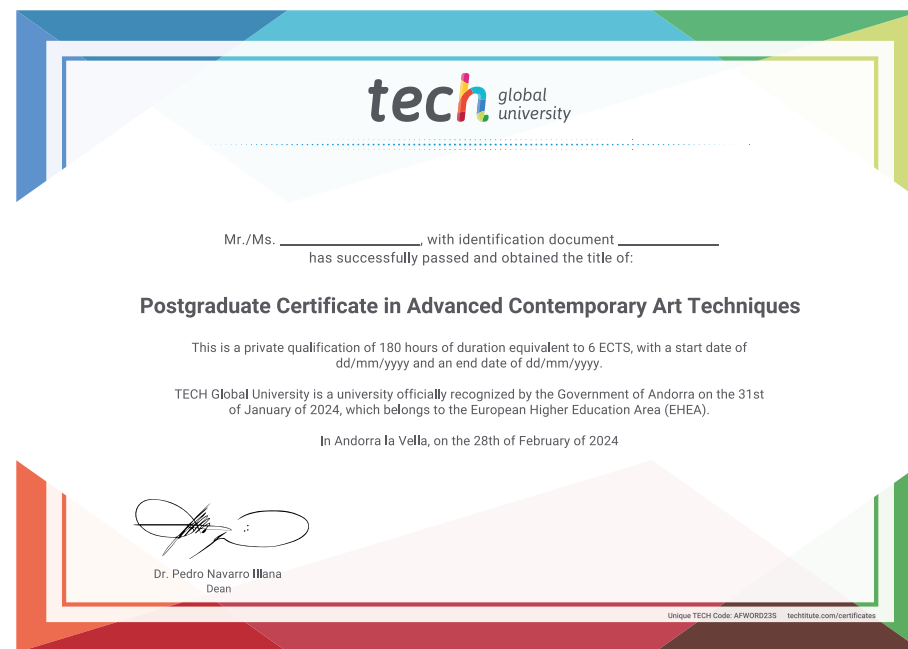 tech global
university
Mr./Ms. ____________________, with identification document ______________
has successfully passed and obtained the title of:
Postgraduate Certificate in Advanced Contemporary Art Techniques
This is a private qualification of 180 hours of duration equivalent to 6 ECTS, with a start date of
dd/mm/yyyy and an end date of dd/mm/yyyy.
TECH Global University is a university officially recognized by the Government of Andorra on the 31st
of January of 2024, which belongs to the European Higher Education Area (EHEA).
In Andorra la Vella, on the 28th of February of 2024
Dr. Pedro Navarro Illana
Dean
Unique TECH Code: AFWORD23S techtitute.com/certificates